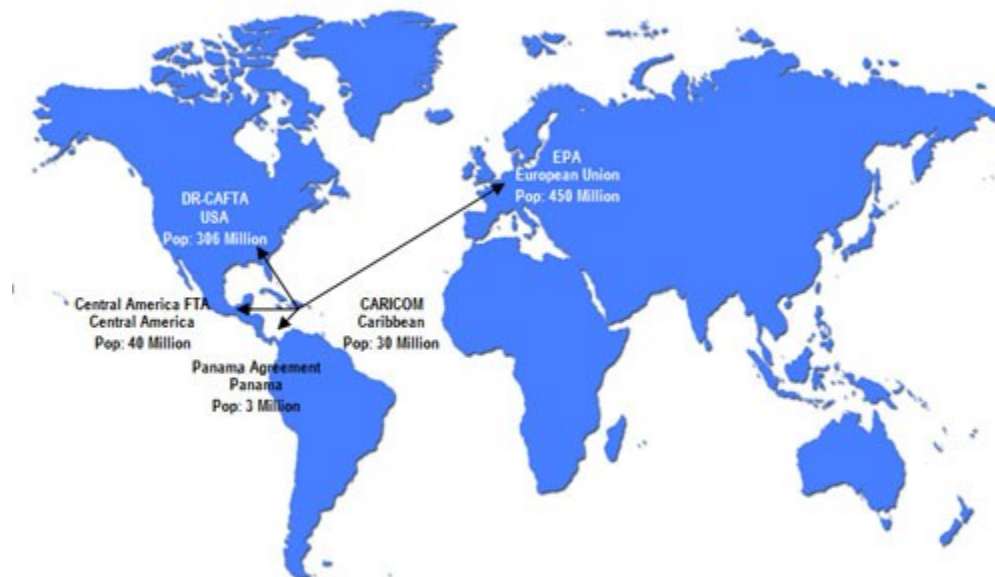 EPA
European Union
Pop: 450 Million
DR-CAFTA
USA
Pop: 306 Million
Central America FTA
Central America
Pop: 40 Million
CARICOM
Caribbean
Pop: 30 Million
Panama Agreement
Panama
Pop: 3 Million